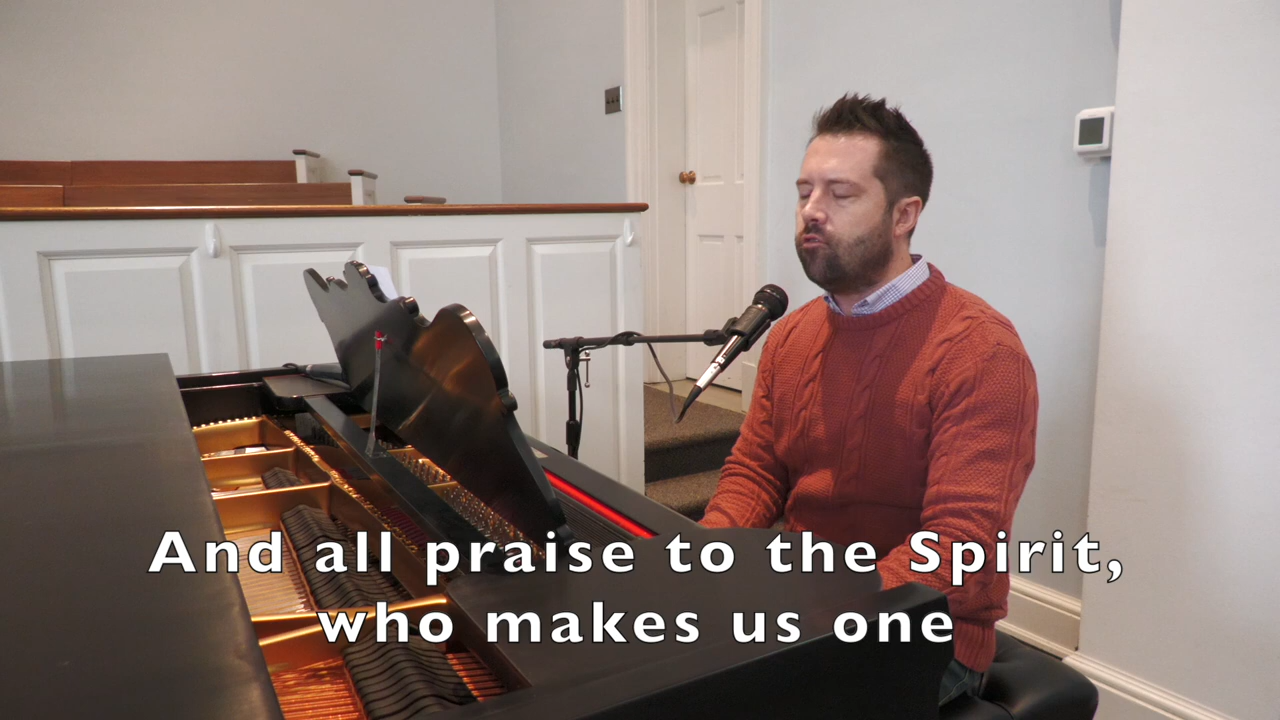 And all praise to the Spirit,
who makes us one